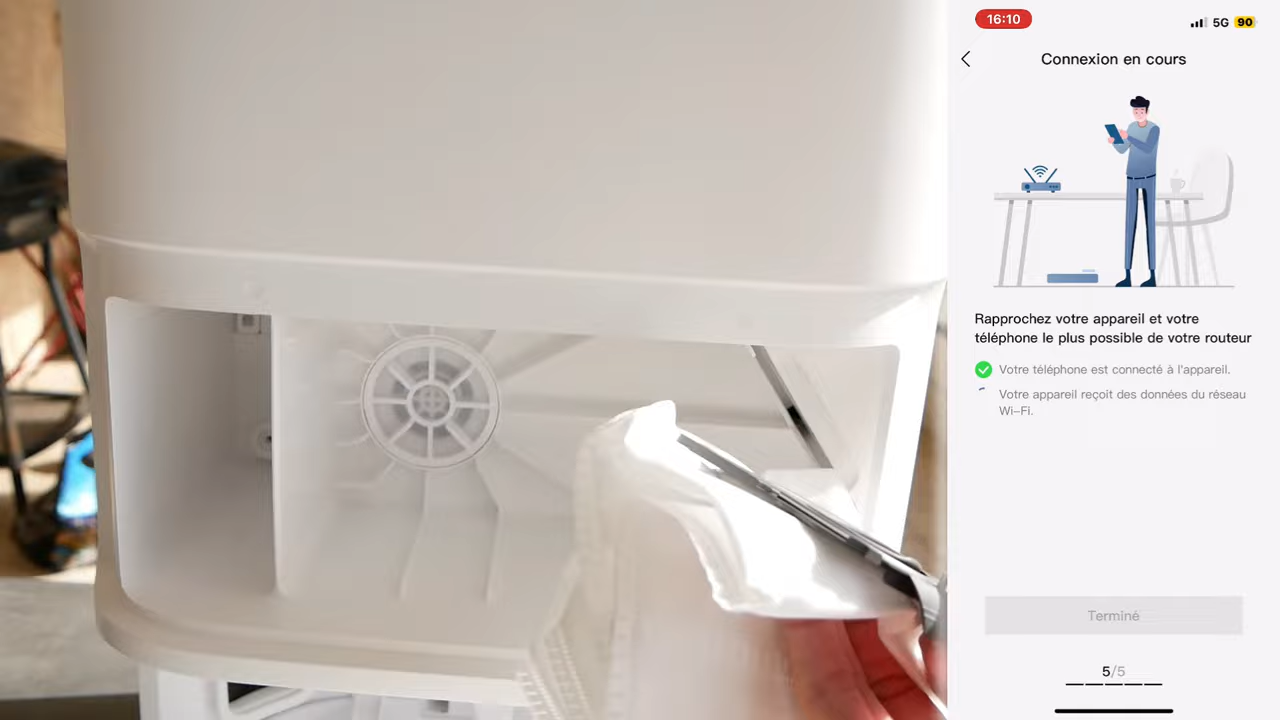 16:10
5G
90
Connexion en cours
Rapprochez votre appareil et votre
téléphone le plus possible de votre routeur
Votre téléphone est connecté à l'appareil.
Votre appareil reçoit des données du réseau
Wi-Fi.
Terminé
5/5